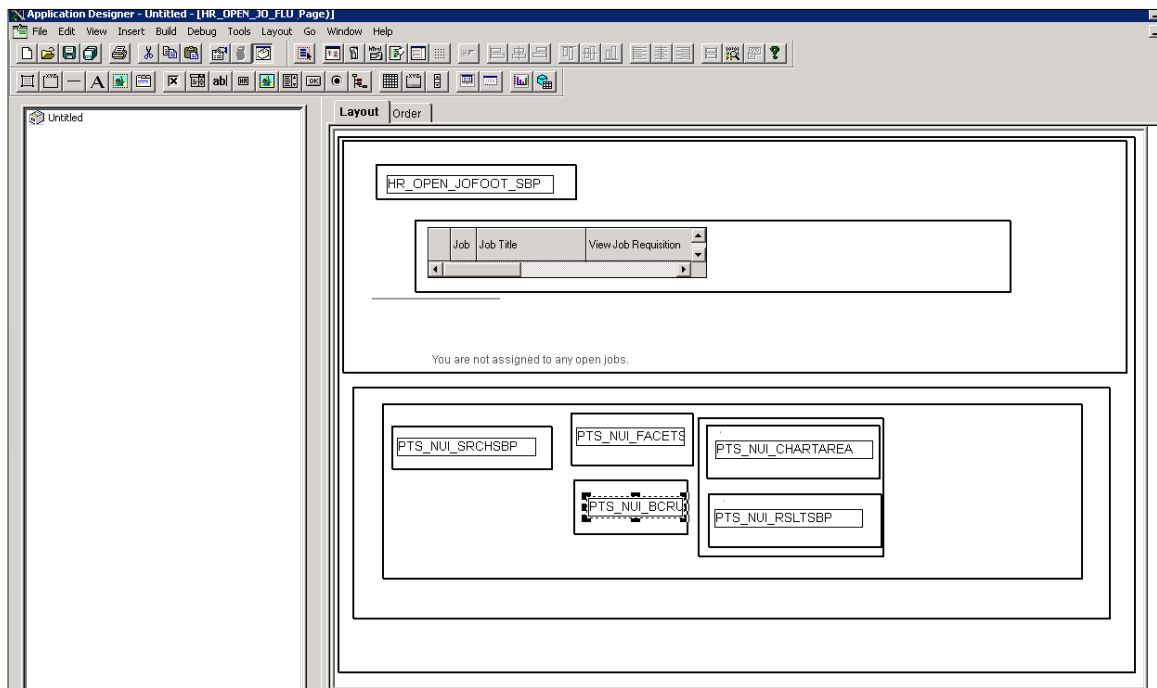 Application Designer - Untitled - [HR_OPEN_JO_FLU (Page)]
File Edit View Insert Build Debug Tools Layout Go Window Help
Layout Order
Untitled
HR_OPEN_JOFOOT_SBP
Job Job Title View Job Requisition
You are not assigned to any open jobs.
PTS_NUI_SRCHSBP
PTS_NUI_FACETS
PTS_NUI_CHARTAREA
PTS_NUI_BCRU
PTS_NUI_RSLTSBP